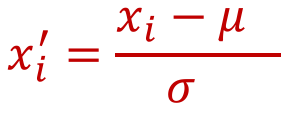 x′ᵢ = (xᵢ − μ) / σ